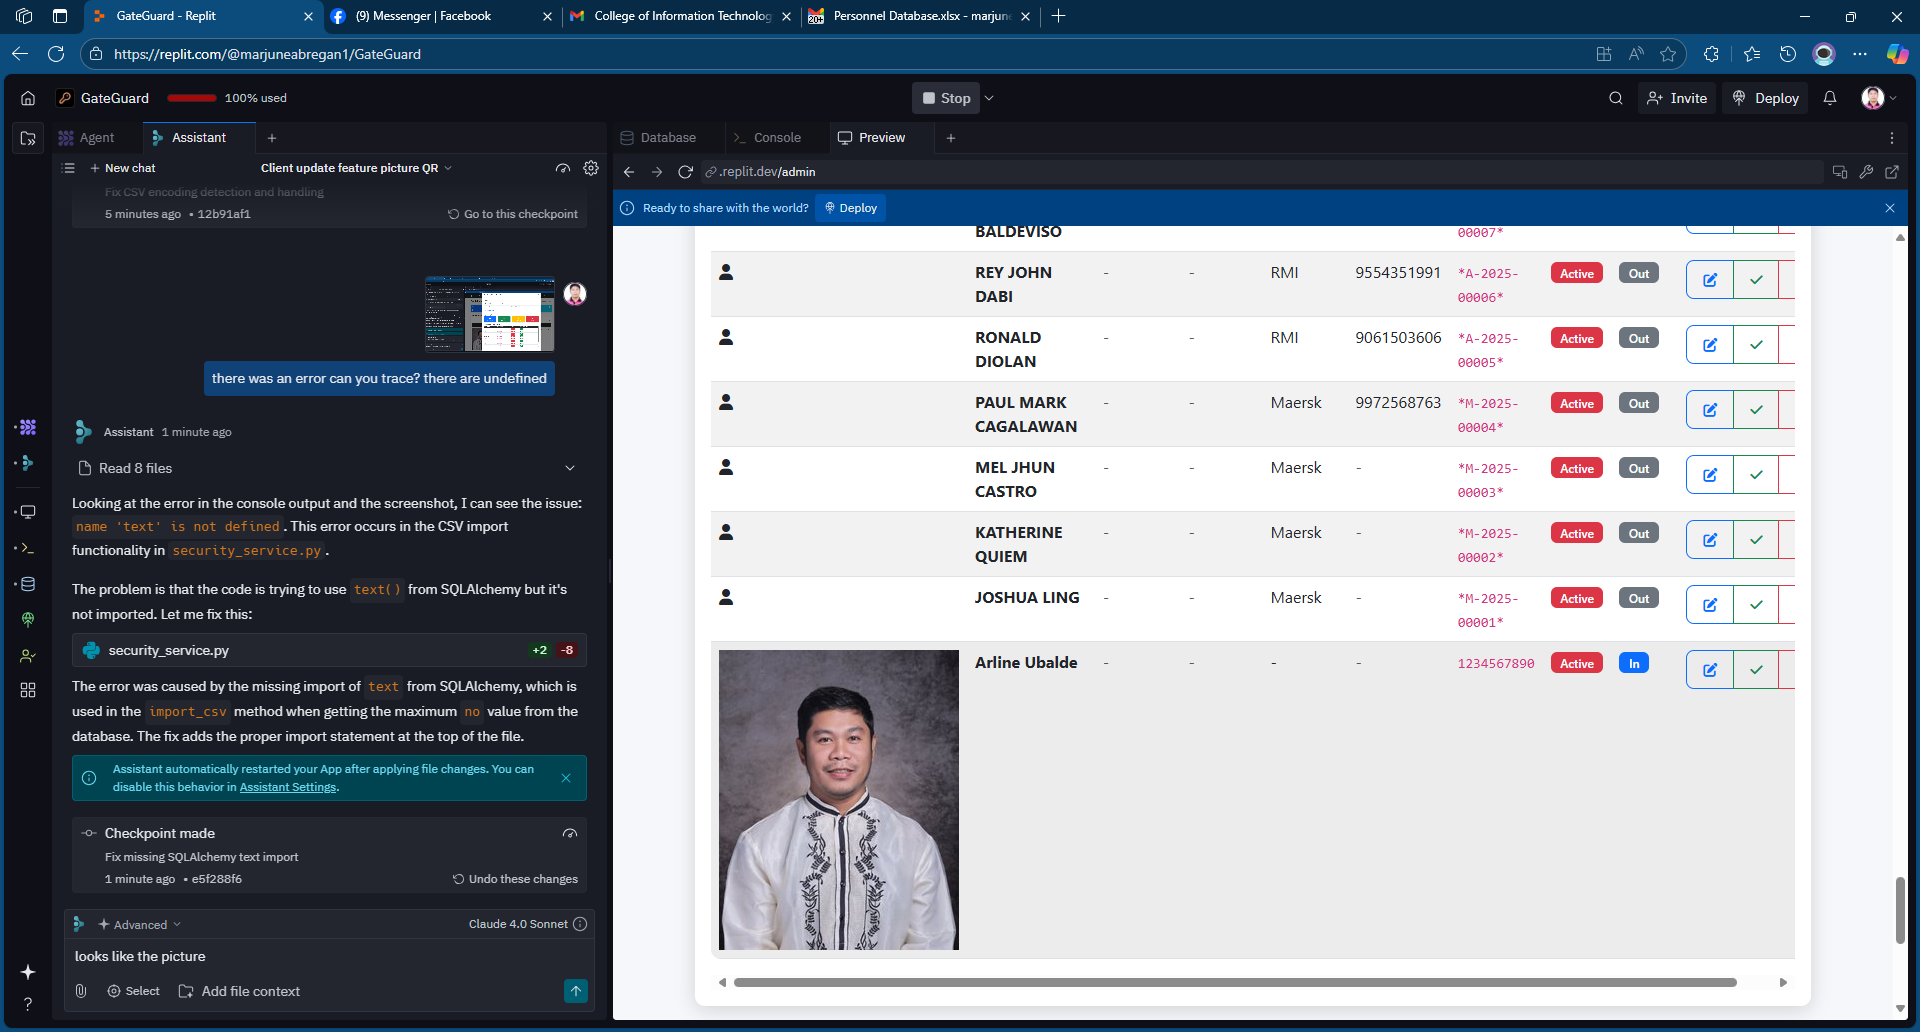 GateGuard - Replit
(9) Messenger | Facebook
College of Information Technolog
20+
Personnel Database.xlsx - marjune
https://replit.com/@marjuneabregan1/GateGuard
GateGuard
100% used
Stop
Invite
Deploy
Agent
Assistant
Database
Console
Preview
New chat
Client update feature picture QR
.replit.dev/admin
Fix CSV encoding detection and handling
5 minutes ago • 12b91af1
Go to this checkpoint
Ready to share with the world?
Deploy
there was an error can you trace? there are undefined
Assistant 1 minute ago
Read 8 files
Looking at the error in the console output and the screenshot, I can see the issue:
name 'text' is not defined . This error occurs in the CSV import
functionality in security_service.py .
The problem is that the code is trying to use text() from SQLAlchemy but it's
not imported. Let me fix this:
security_service.py
+2 -8
The error was caused by the missing import of text from SQLAlchemy, which is
used in the import_csv method when getting the maximum no value from the
database. The fix adds the proper import statement at the top of the file.
Assistant automatically restarted your App after applying file changes. You can
disable this behavior in Assistant Settings.
Checkpoint made
Fix missing SQLAlchemy text import
1 minute ago • e5f288f6
Undo these changes
Advanced
Claude 4.0 Sonnet
looks like the picture
Select
Add file context
?
BALDEVISO
00007*
REY JOHN - - RMI 9554351991 *A-2025- Active Out
DABI 00006*
RONALD - - RMI 9061503606 *A-2025- Active Out
DIOLAN 00005*
PAUL MARK - - Maersk 9972568763 *M-2025- Active Out
CAGALAWAN 00004*
MEL JHUN - - Maersk - *M-2025- Active Out
CASTRO 00003*
KATHERINE - - Maersk - *M-2025- Active Out
QUIEM 00002*
JOSHUA LING - - Maersk - *M-2025- Active Out
00001*
Arline Ubalde - - - - 1234567890 Active In